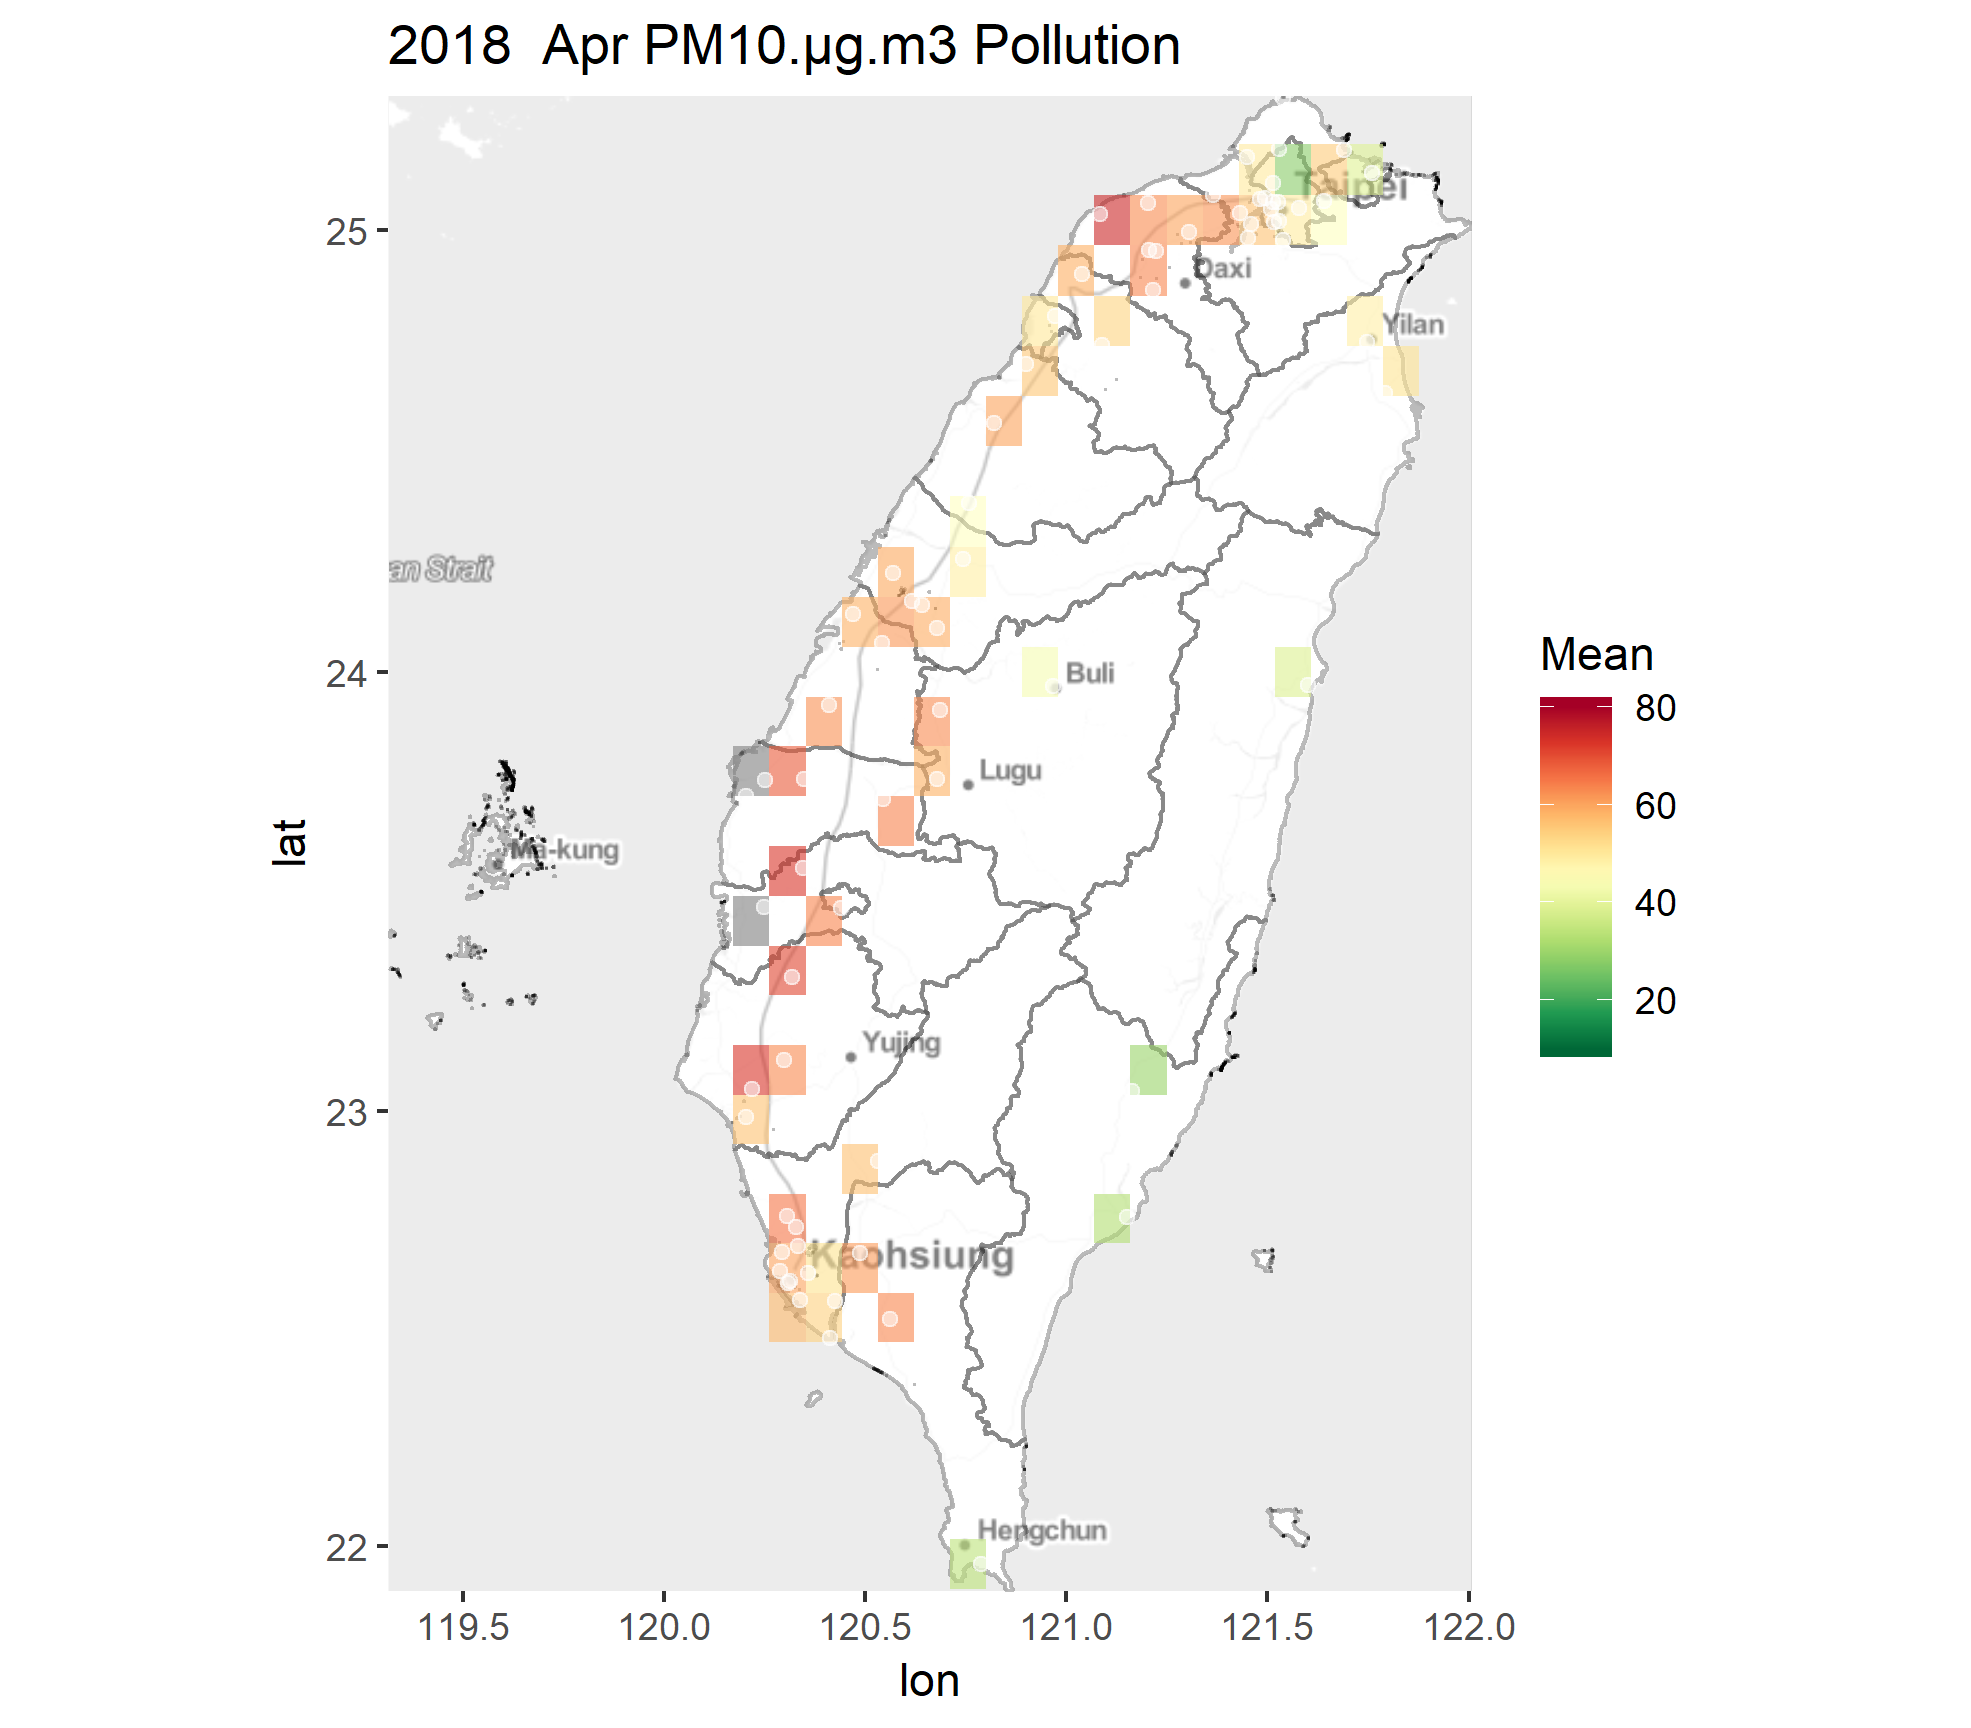 2018  Apr PM10.µg.m3 Pollution
25
24
23
22
lat
119.5 120.0 120.5 121.0 121.5 122.0
lon
Taipei
Daxi
Yilan
an Strait
Buli
Lugu
Ma-kung
Yujing
Kaohsiung
Hengchun
Mean
80
60
40
20